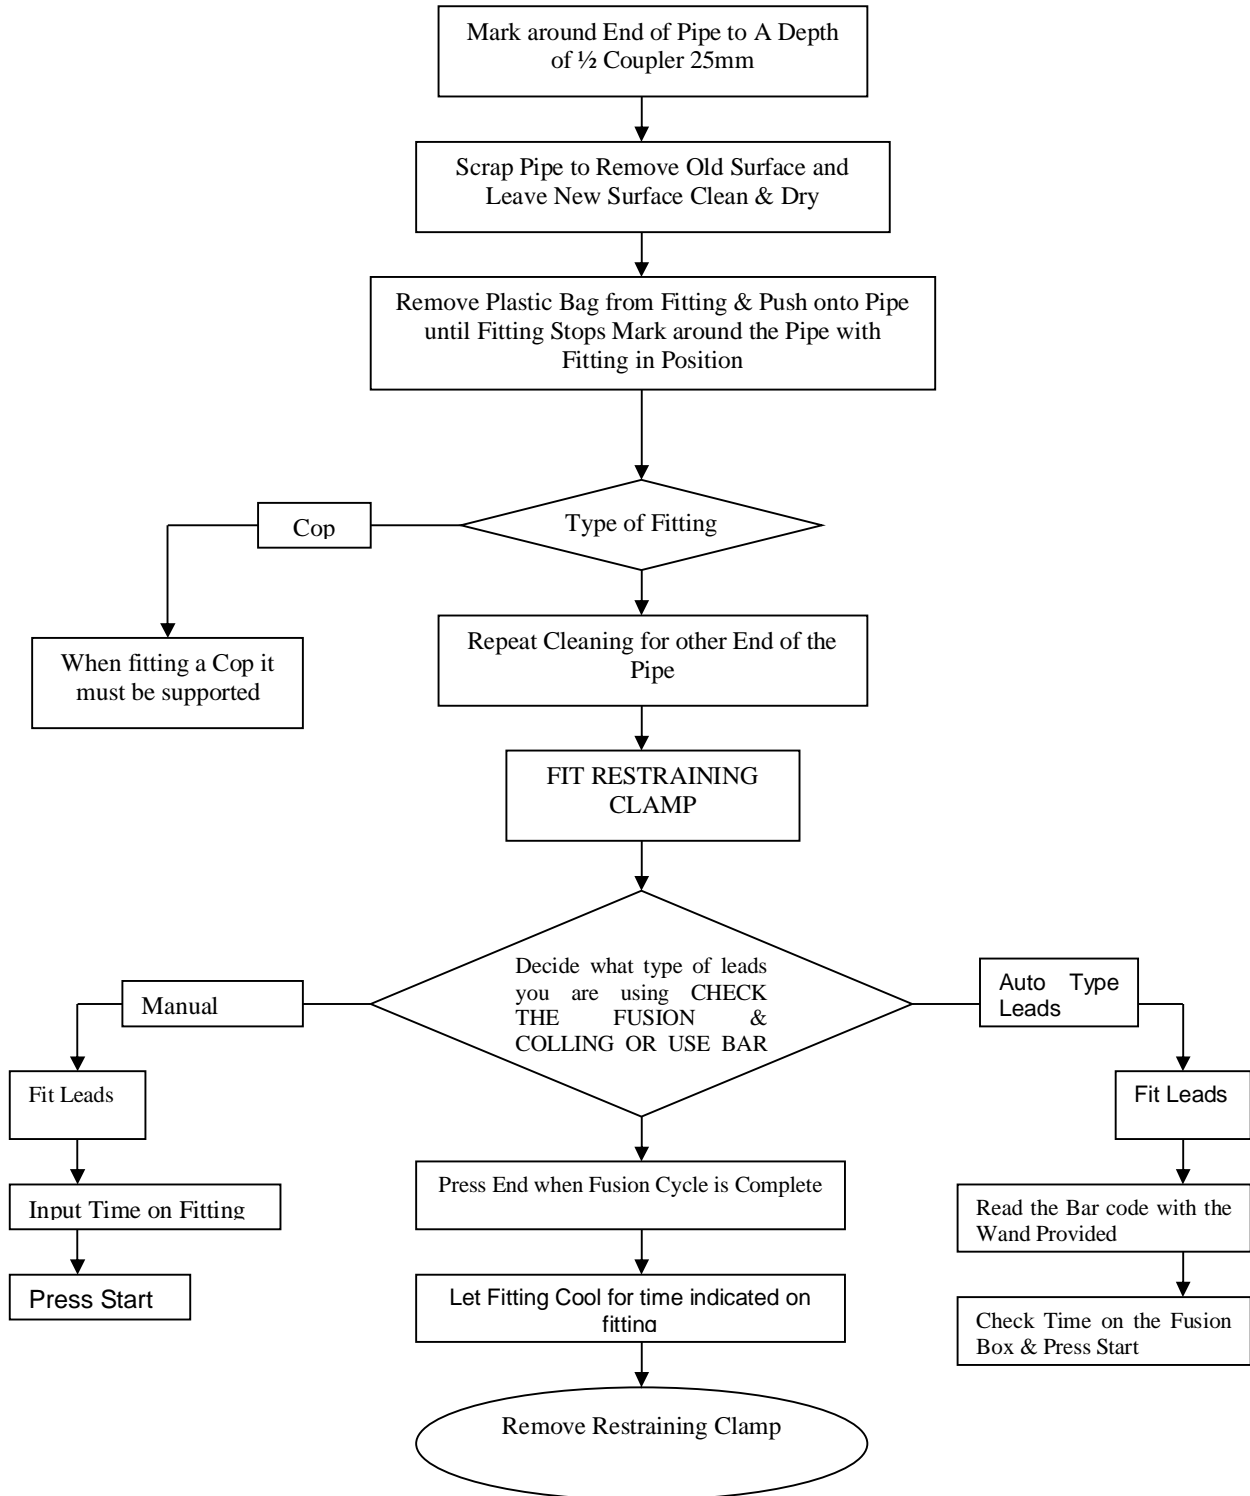 Mark around End of Pipe to A Depth
of ½ Coupler 25mm
Scrap Pipe to Remove Old Surface and
Leave New Surface Clean & Dry
Remove Plastic Bag from Fitting & Push onto Pipe
until Fitting Stops Mark around the Pipe with
Fitting in Position
Type of Fitting
Cop
When fitting a Cop it
must be supported
Repeat Cleaning for other End of the
Pipe
FIT RESTRAINING
CLAMP
Decide what type of leads
you are using CHECK
THE FUSION &
COLLING OR USE BAR
Manual
Fit Leads
Input Time on Fitting
Press Start
Auto Type
Leads
Fit Leads
Read the Bar code with the
Wand Provided
Check Time on the Fusion
Box & Press Start
Press End when Fusion Cycle is Complete
Let Fitting Cool for time indicated on
fitting
Remove Restraining Clamp